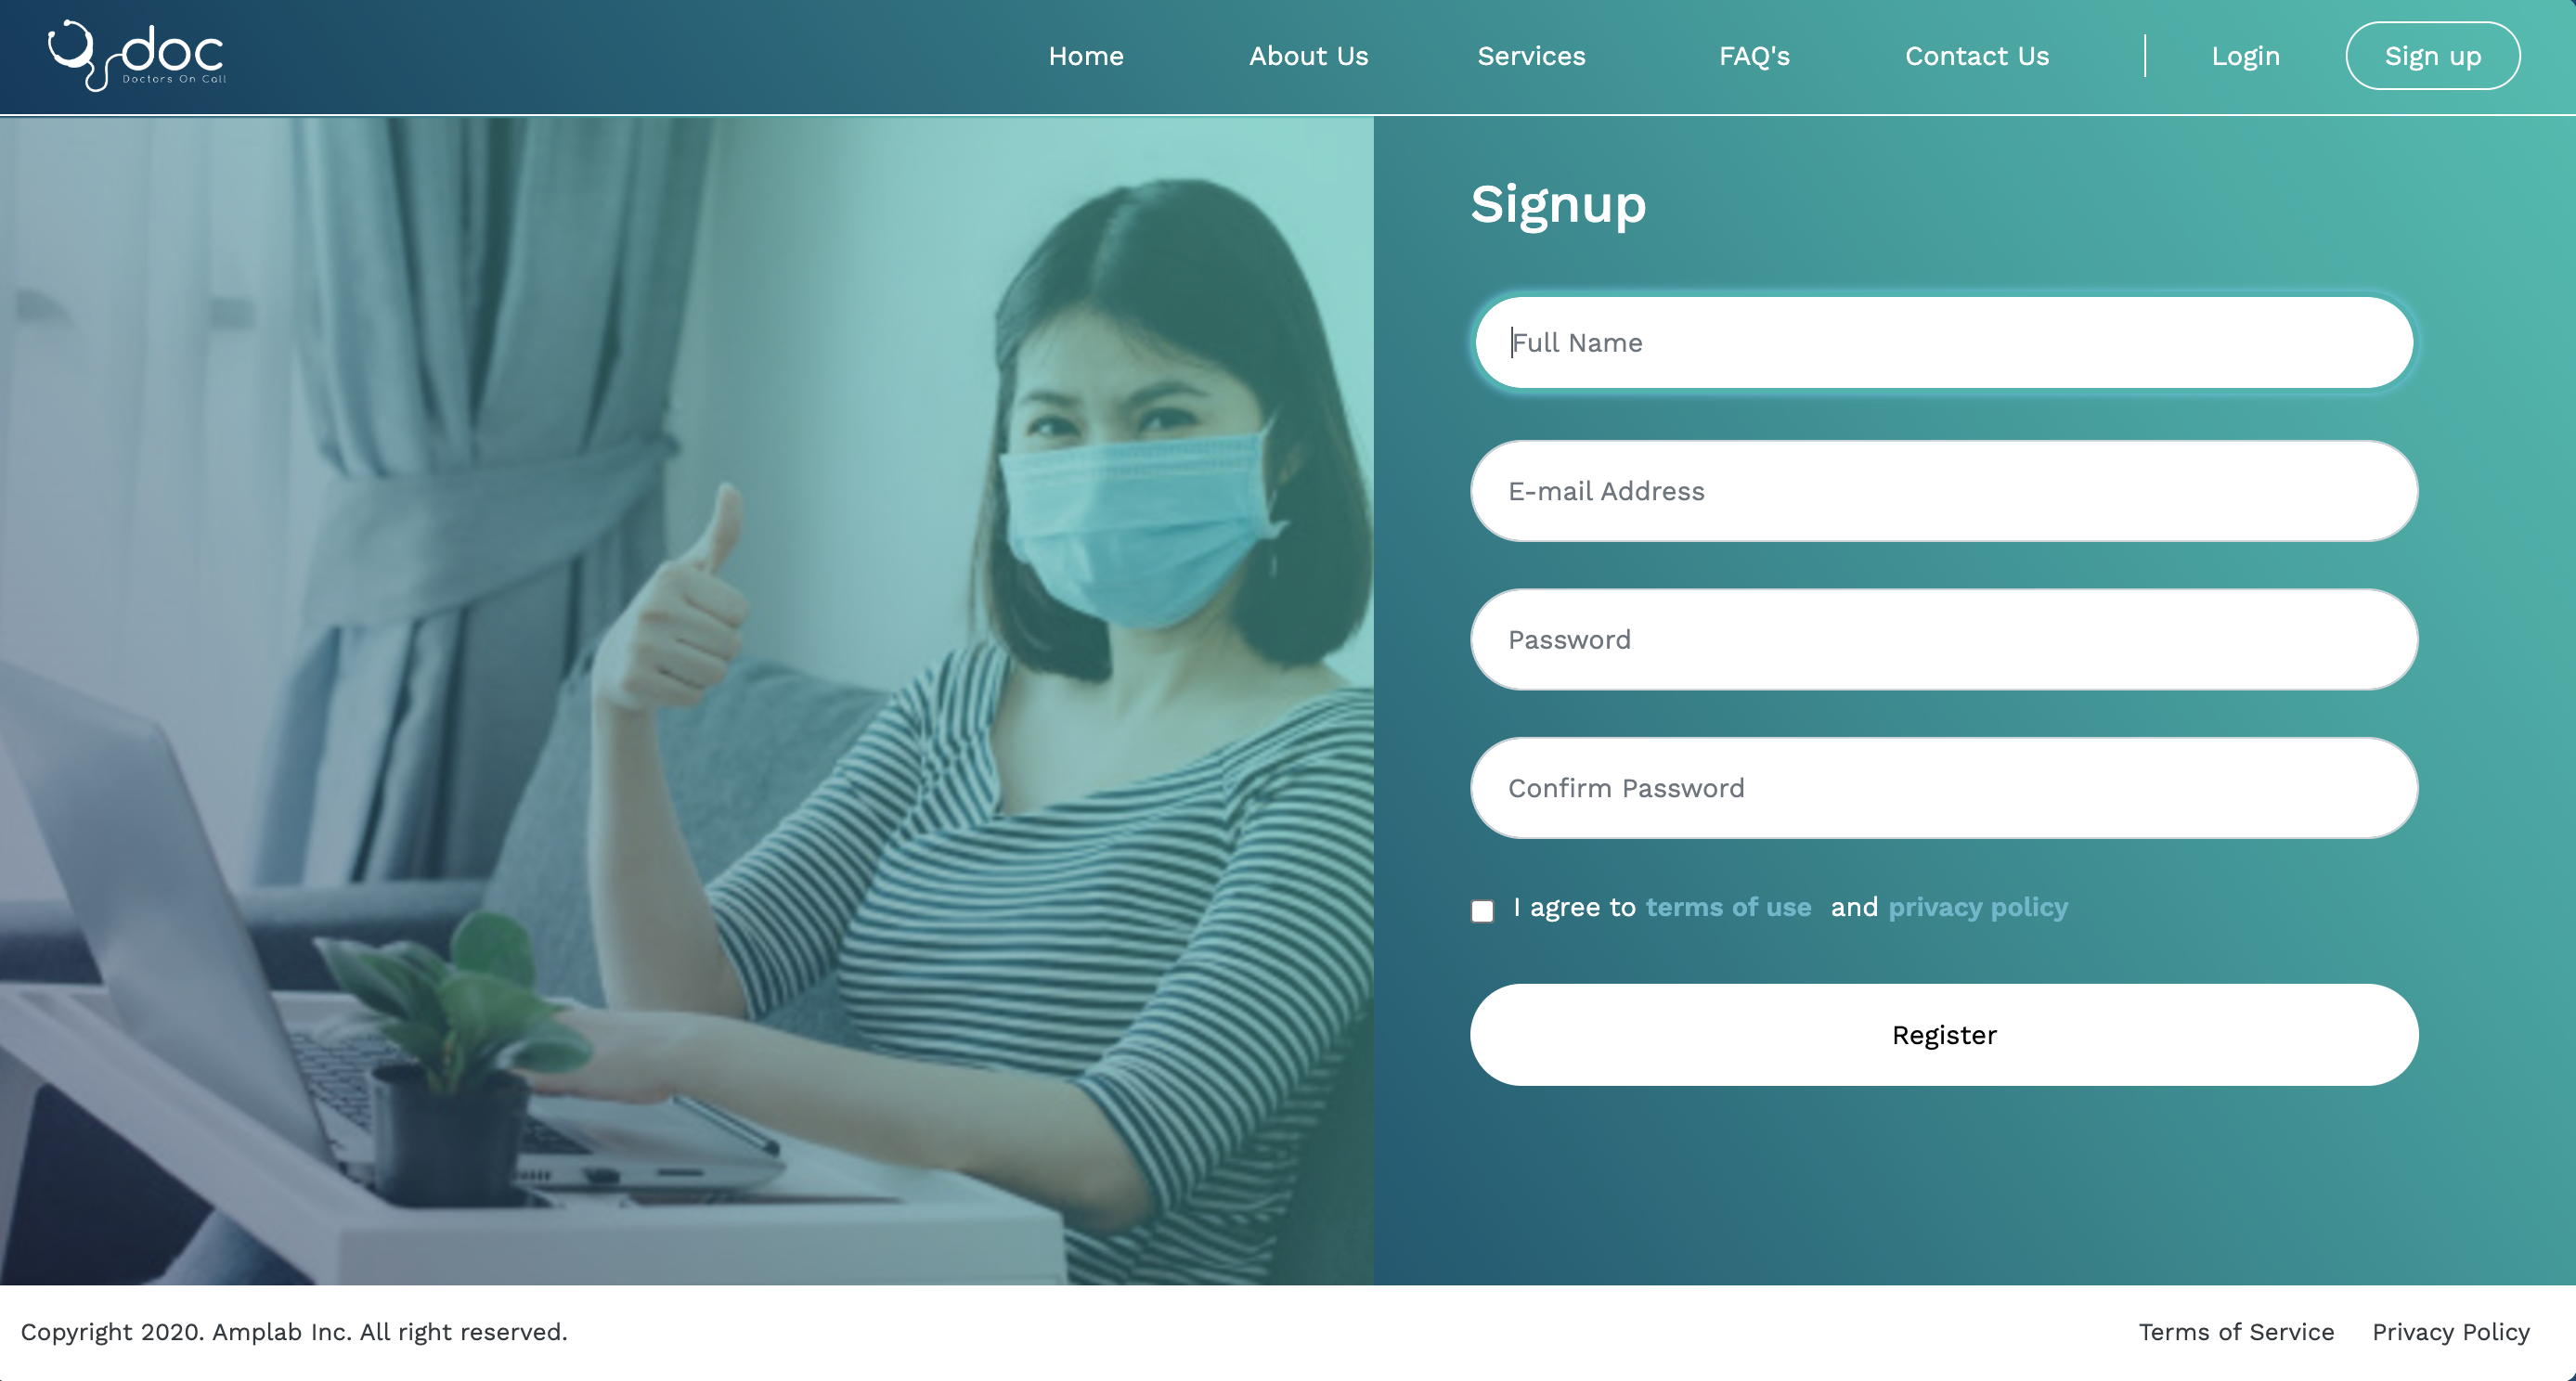 doc
Doctors On Call
Home About Us Services FAQ's Contact Us Login Sign up
Signup
Full Name
E-mail Address
Password
Confirm Password
I agree to terms of use and privacy policy
Register
Copyright 2020. Amplab Inc. All right reserved. Terms of Service Privacy Policy